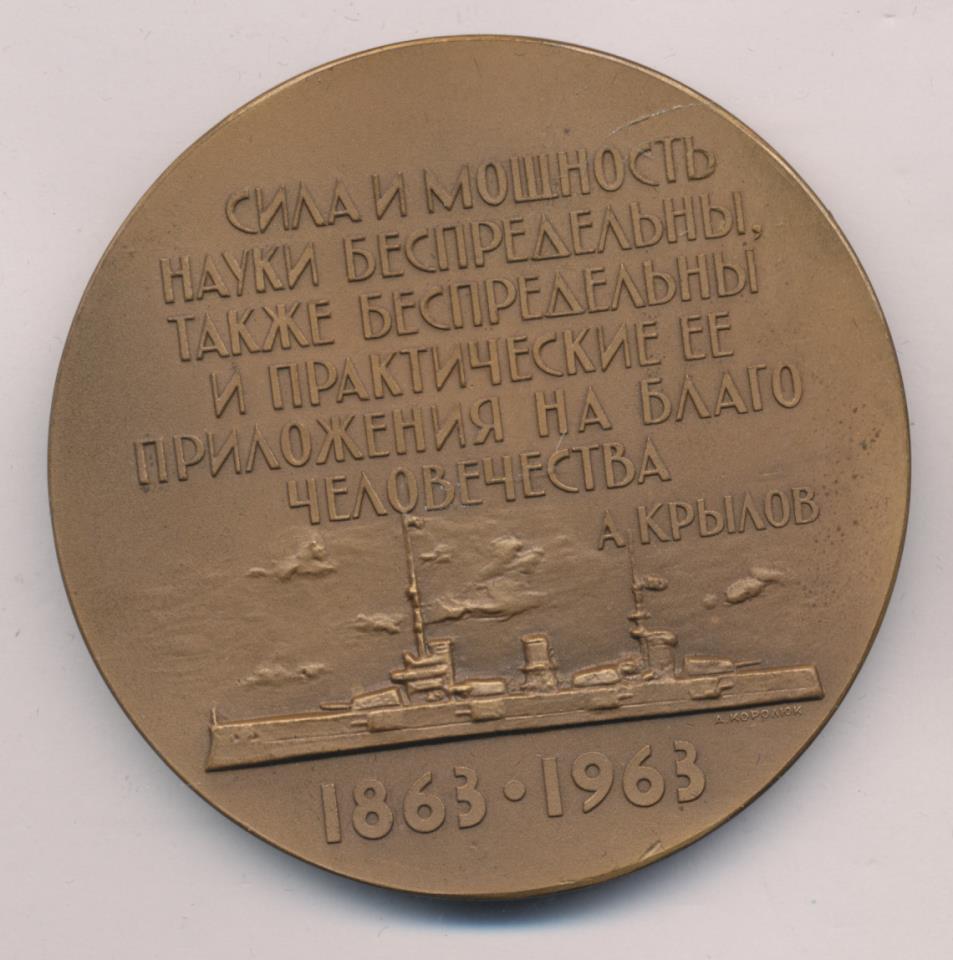 СИЛА И МОЩНОСТЬ
НАУКИ БЕСПРЕДЕЛЬНЫ,
ТАКЖЕ БЕСПРЕДЕЛЬНЫ
И ПРАКТИЧЕСКИЕ ЕЕ
ПРИЛОЖЕНИЯ НА БЛАГО
ЧЕЛОВЕЧЕСТВА
А КРЫЛОВ
А. КОРОЛЮК
1863 · 1963